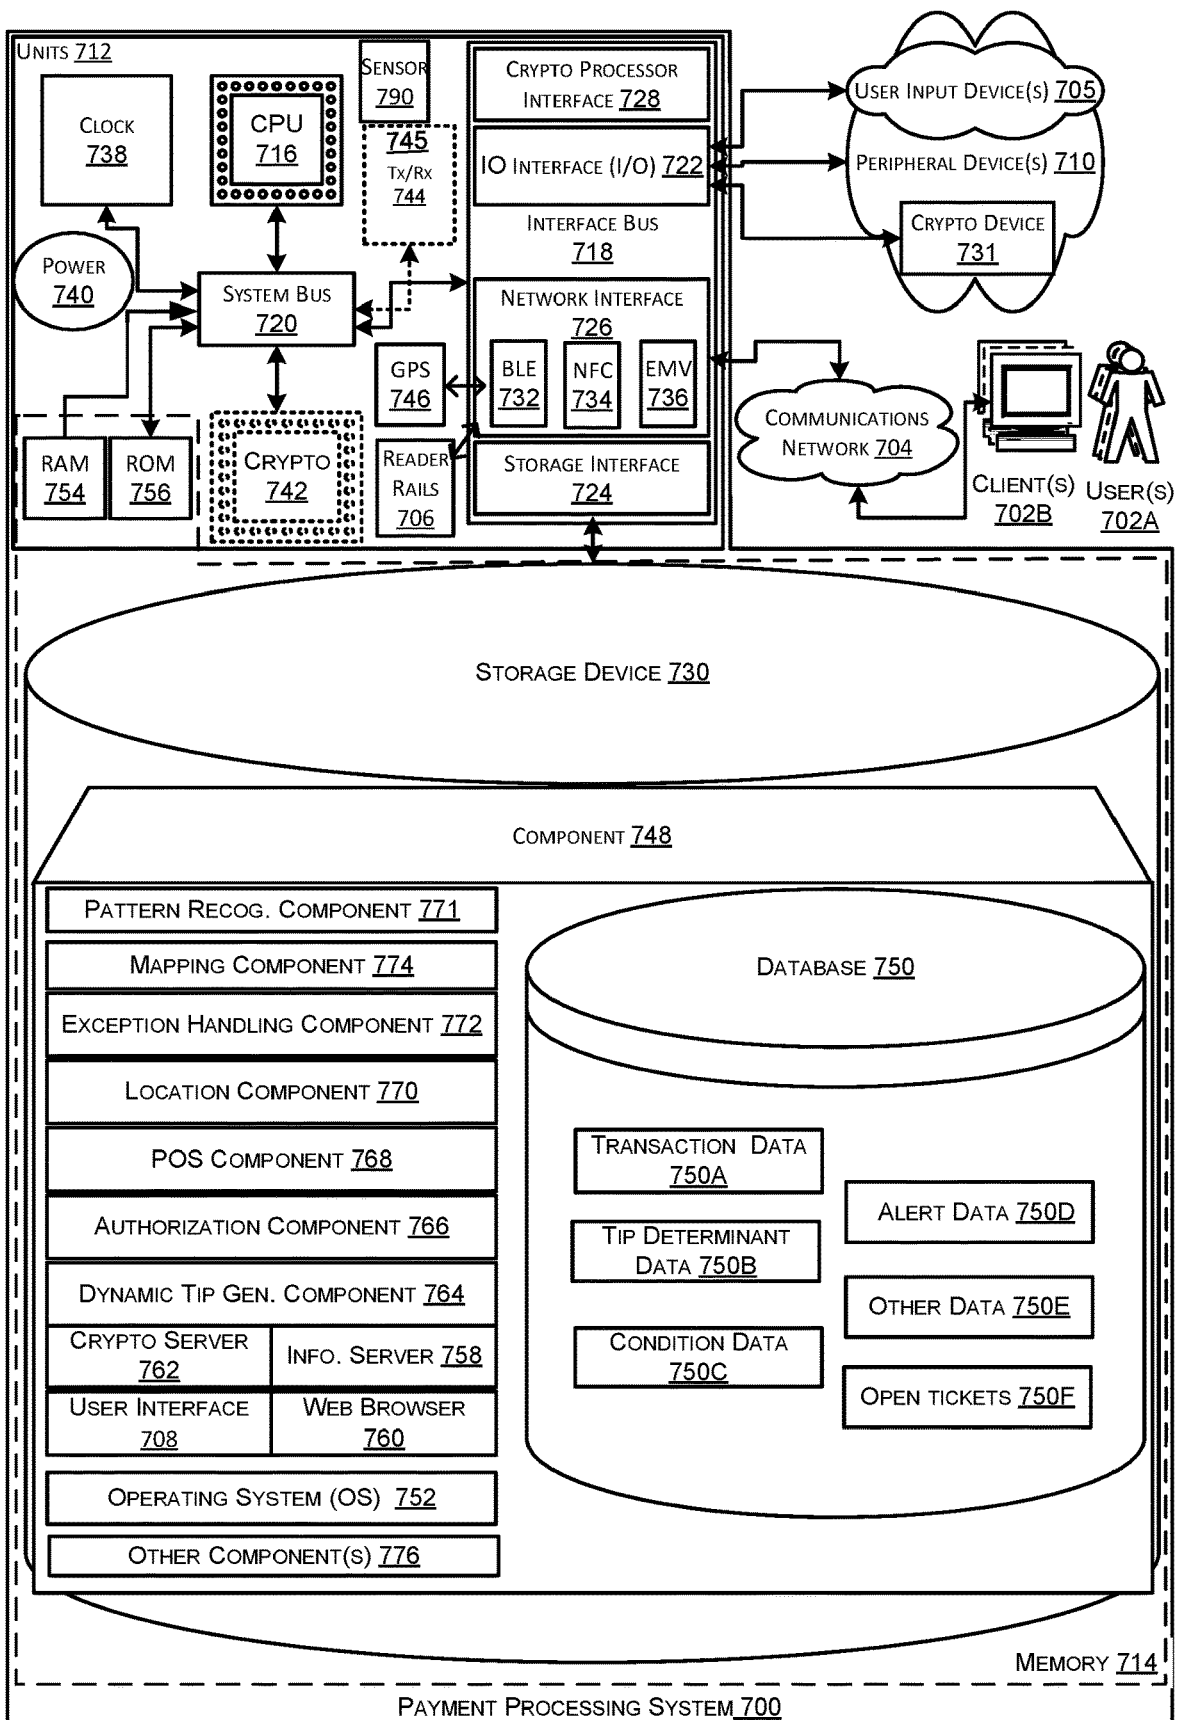 UNITS 712
CLOCK
738
CPU
716
SENSOR
790
745
TX/RX
744
POWER
740
SYSTEM BUS
720
GPS
746
READER
RAILS
706
RAM
754
ROM
756
CRYPTO
742
CRYPTO PROCESSOR
INTERFACE 728
IO INTERFACE (I/O) 722
INTERFACE BUS
718
NETWORK INTERFACE
726
BLE
732
NFC
734
EMV
736
STORAGE INTERFACE
724
USER INPUT DEVICE(S) 705
PERIPHERAL DEVICE(S) 710
CRYPTO DEVICE
731
COMMUNICATIONS
NETWORK 704
CLIENT(S)
702B
USER(S)
702A
STORAGE DEVICE 730
COMPONENT 748
PATTERN RECOG. COMPONENT 771
MAPPING COMPONENT 774
EXCEPTION HANDLING COMPONENT 772
LOCATION COMPONENT 770
POS COMPONENT 768
AUTHORIZATION COMPONENT 766
DYNAMIC TIP GEN. COMPONENT 764
CRYPTO SERVER
762
INFO. SERVER 758
USER INTERFACE
708
WEB BROWSER
760
OPERATING SYSTEM (OS) 752
OTHER COMPONENT(S) 776
DATABASE 750
TRANSACTION DATA
750A
TIP DETERMINANT
DATA 750B
CONDITION DATA
750C
ALERT DATA 750D
OTHER DATA 750E
OPEN TICKETS 750F
MEMORY 714
PAYMENT PROCESSING SYSTEM 700